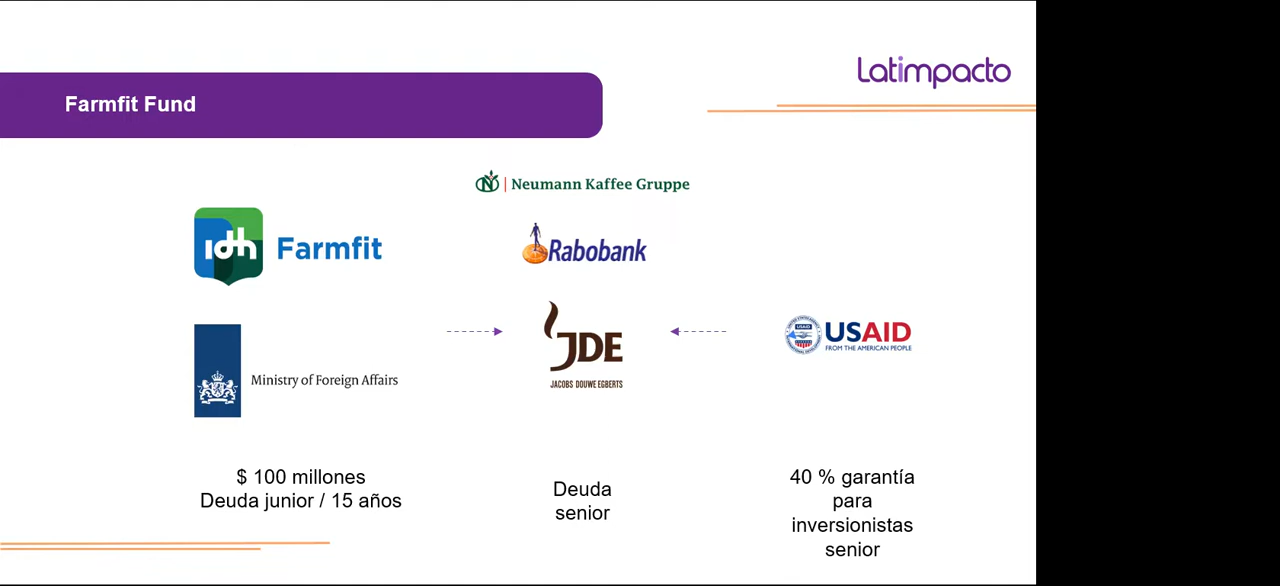 Latimpacto
Farmfit Fund
N | Neumann Kaffee Gruppe
idh Farmfit
Rabobank
JDE
JACOBS DOUWE EGBERTS
USAID
USAID
FROM THE AMERICAN PEOPLE
Ministry of Foreign Affairs
$ 100 millones
Deuda junior / 15 años
Deuda
senior
40 % garantía
para
inversionistas
senior